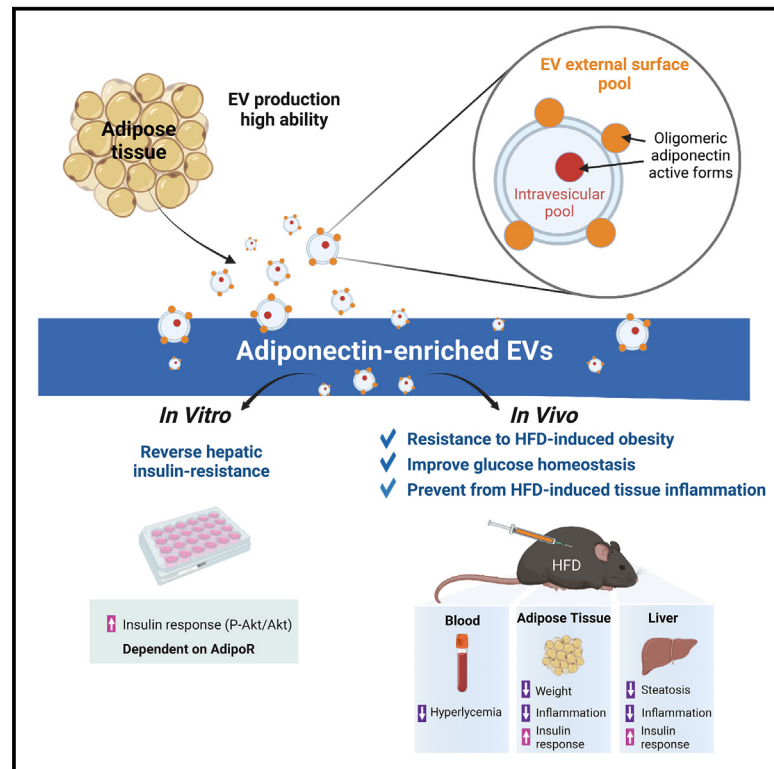 EV production
high ability
Adipose
tissue
EV external surface
pool
Oligomeric
adiponectin
active forms
Intravesicular
pool
Adiponectin-enriched EVs
In Vitro
Reverse hepatic
insulin-resistance
Insulin response (P-Akt/Akt)
Dependent on AdipoR
In Vivo
Resistance to HFD-induced obesity
Improve glucose homeostasis
Prevent from HFD-induced tissue inflammation
HFD
Blood
Hyperlycemia
Adipose Tissue
Weight
Inflammation
Insulin
response
Liver
Steatosis
Inflammation
Insulin
response